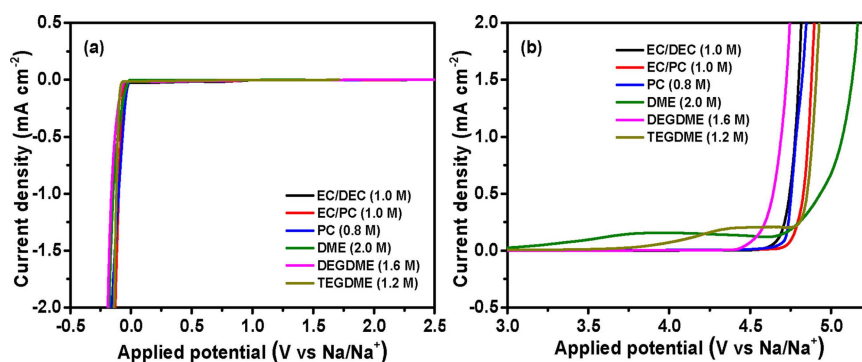 (a)
Current density (mA cm⁻²)
0.5
0.0
-0.5
-1.0
-1.5
-2.0
EC/DEC (1.0 M)
EC/PC (1.0 M)
PC (0.8 M)
DME (2.0 M)
DEGDME (1.6 M)
TEGDME (1.2 M)
-0.5 0.0 0.5 1.0 1.5 2.0 2.5
Applied potential (V vs Na/Na⁺)
(b)
Current density (mA cm⁻²)
2.0
1.5
1.0
0.5
0.0
-0.5
EC/DEC (1.0 M)
EC/PC (1.0 M)
PC (0.8 M)
DME (2.0 M)
DEGDME (1.6 M)
TEGDME (1.2 M)
3.0 3.5 4.0 4.5 5.0
Applied potential (V vs Na/Na⁺)